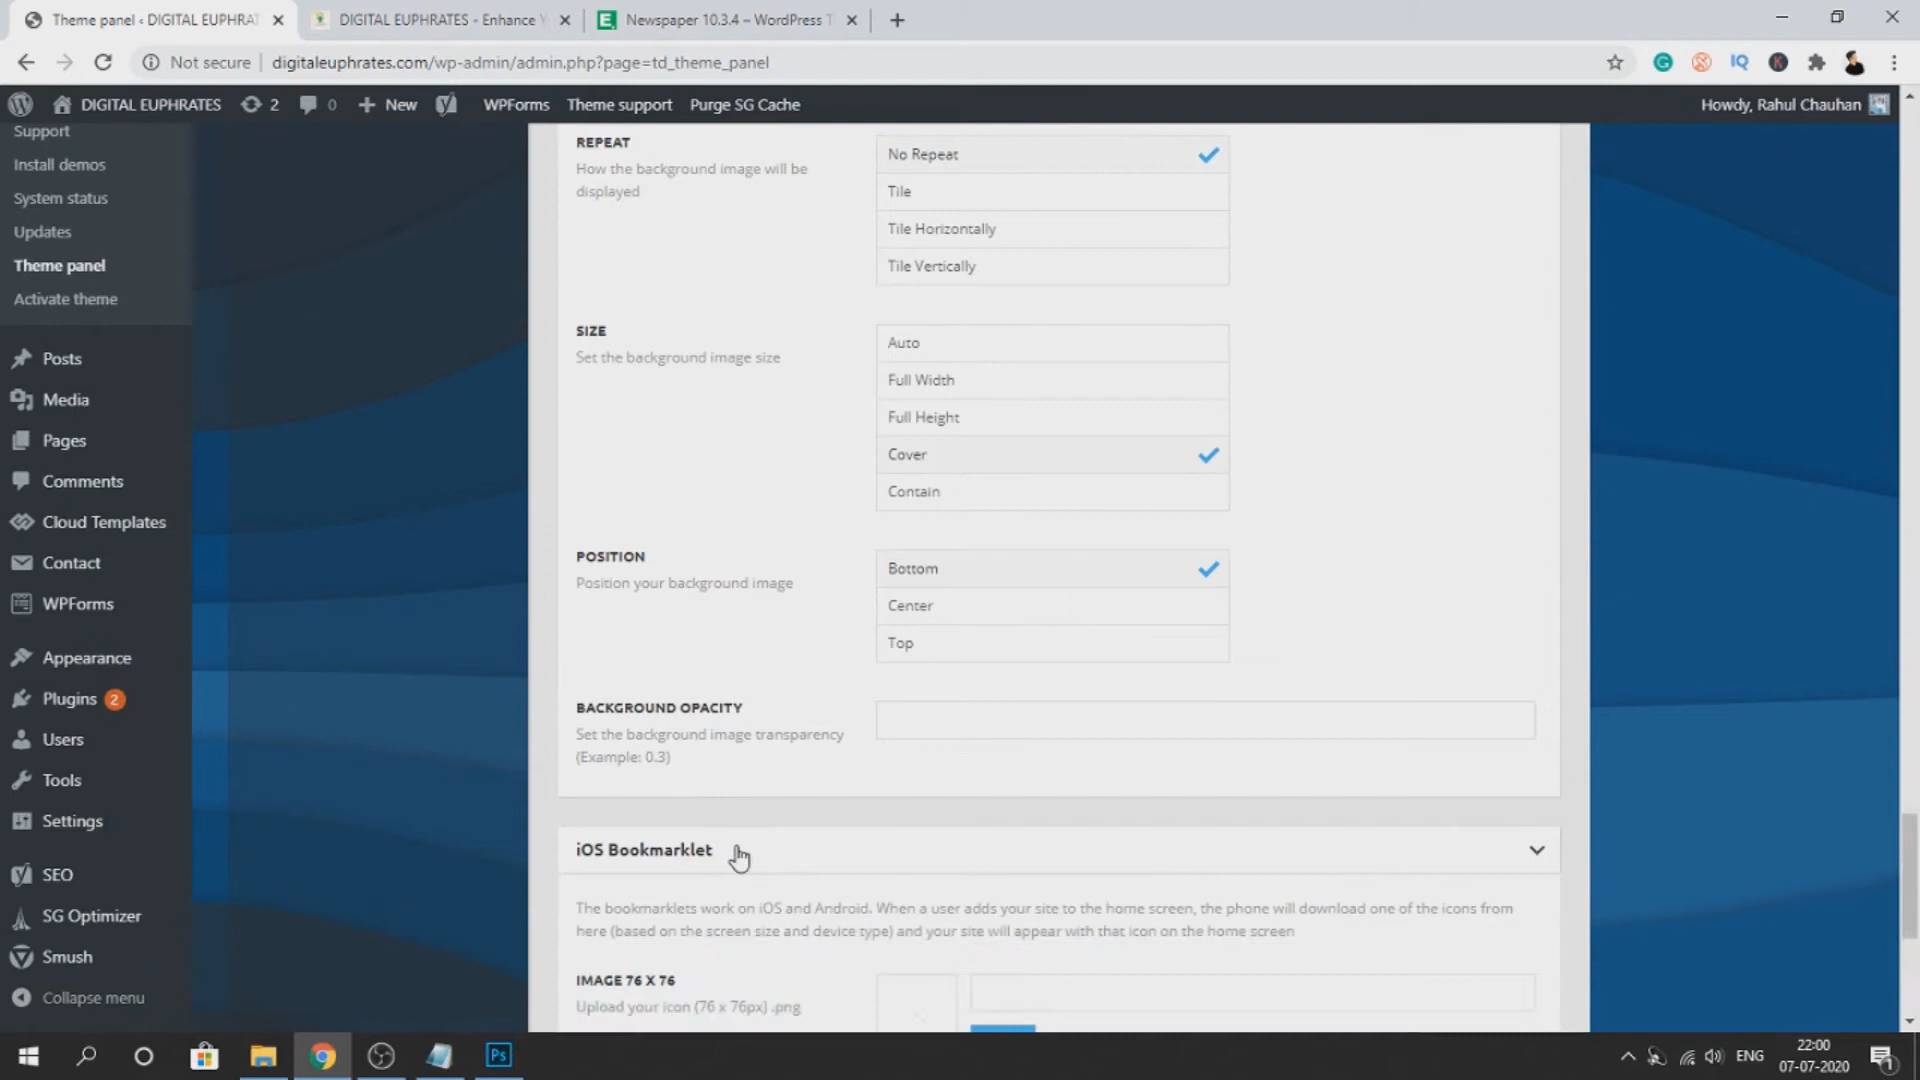 Theme panel ‹ DIGITAL EUPHRAT
DIGITAL EUPHRATES - Enhance
Newspaper 10.3.4 – WordPress T
Not secure
digitaleuphrates.com/wp-admin/admin.php?page=td_theme_panel
DIGITAL EUPHRATES
2
0
New
WPForms
Theme support
Purge SG Cache
Howdy, Rahul Chauhan
Support
Install demos
System status
Updates
Theme panel
Activate theme
Posts
Media
Pages
Comments
Cloud Templates
Contact
WPForms
Appearance
Plugins 2
Users
Tools
Settings
SEO
SG Optimizer
Smush
Collapse menu
REPEAT
How the background image will be
displayed
No Repeat
Tile
Tile Horizontally
Tile Vertically
SIZE
Set the background image size
Auto
Full Width
Full Height
Cover
Contain
POSITION
Position your background image
Bottom
Center
Top
BACKGROUND OPACITY
Set the background image transparency
(Example: 0.3)
iOS Bookmarklet
The bookmarklets work on iOS and Android. When a user adds your site to the home screen, the phone will download one of the icons from
here (based on the screen size and device type) and your site will appear with that icon on the home screen
IMAGE 76 X 76
Upload your icon (76 x 76px) .png
Ps
ENG
22:00
07-07-2020
1